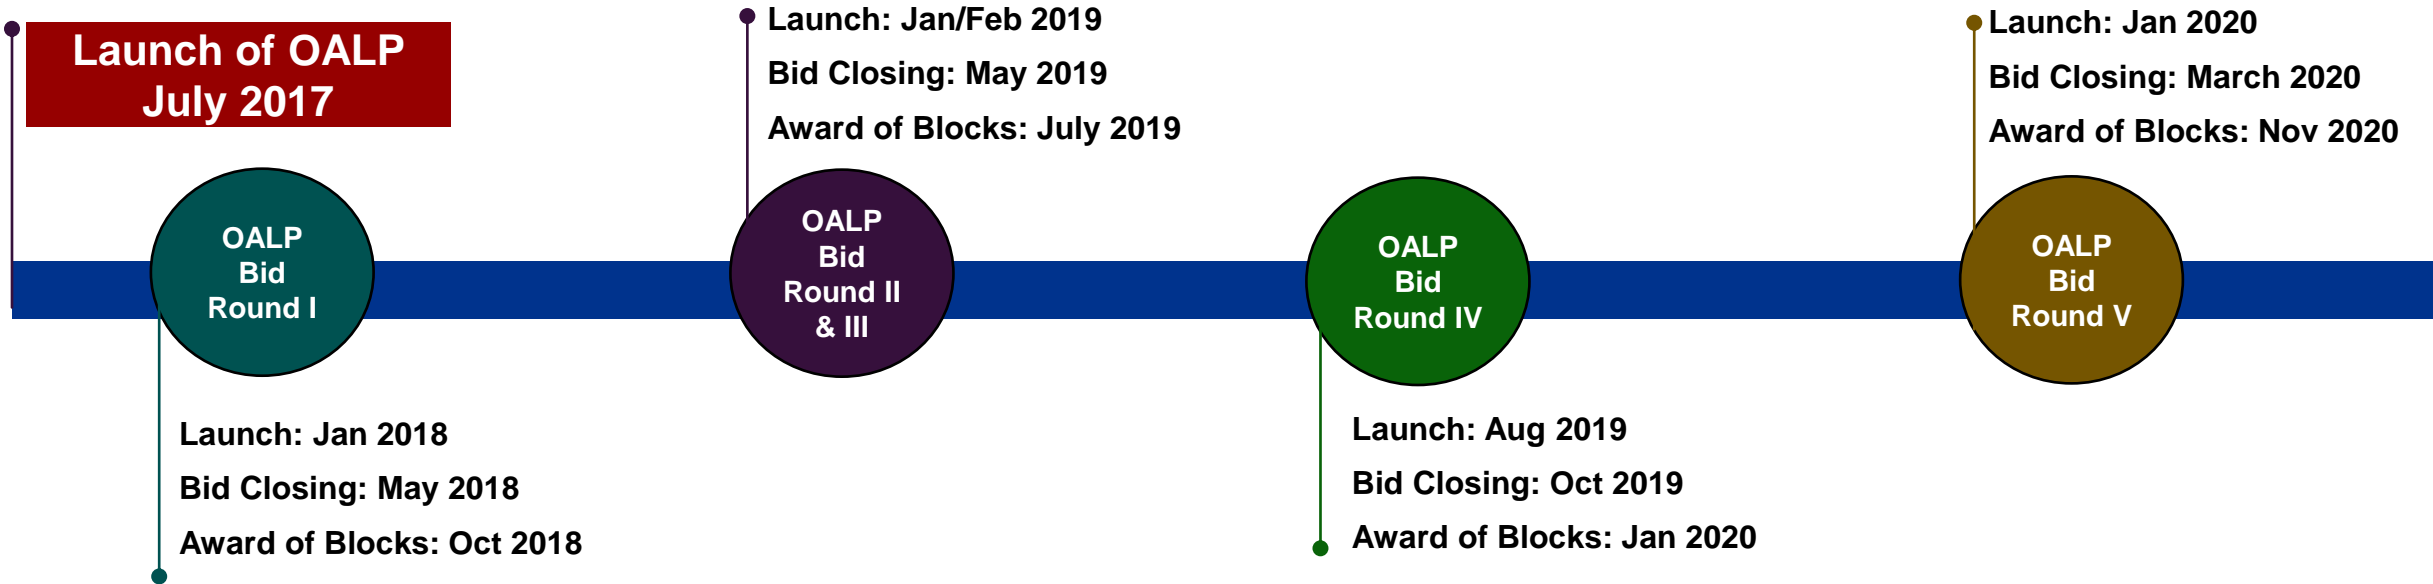 Launch of OALP
July 2017
OALP
Bid
Round I
Launch: Jan 2018
Bid Closing: May 2018
Award of Blocks: Oct 2018
Launch: Jan/Feb 2019
Bid Closing: May 2019
Award of Blocks: July 2019
OALP
Bid
Round II
& III
OALP
Bid
Round IV
Launch: Aug 2019
Bid Closing: Oct 2019
Award of Blocks: Jan 2020
Launch: Jan 2020
Bid Closing: March 2020
Award of Blocks: Nov 2020
OALP
Bid
Round V